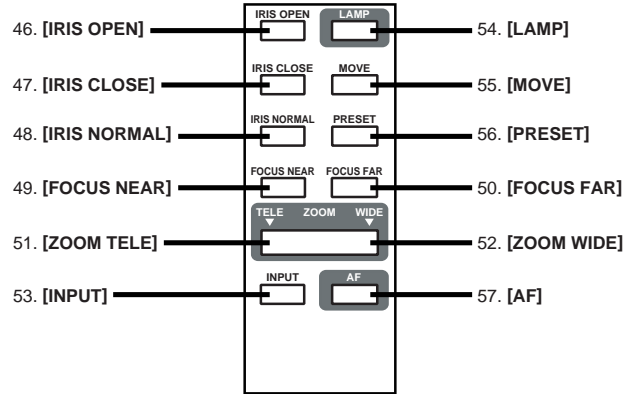 IRIS OPEN LAMP
46. [IRIS OPEN] 54. [LAMP]
IRIS CLOSE MOVE
47. [IRIS CLOSE] 55. [MOVE]
IRIS NORMAL PRESET
48. [IRIS NORMAL] 56. [PRESET]
FOCUS NEAR FOCUS FAR
49. [FOCUS NEAR] 50. [FOCUS FAR]
TELE ZOOM WIDE
51. [ZOOM TELE] 52. [ZOOM WIDE]
INPUT AF
53. [INPUT] 57. [AF]